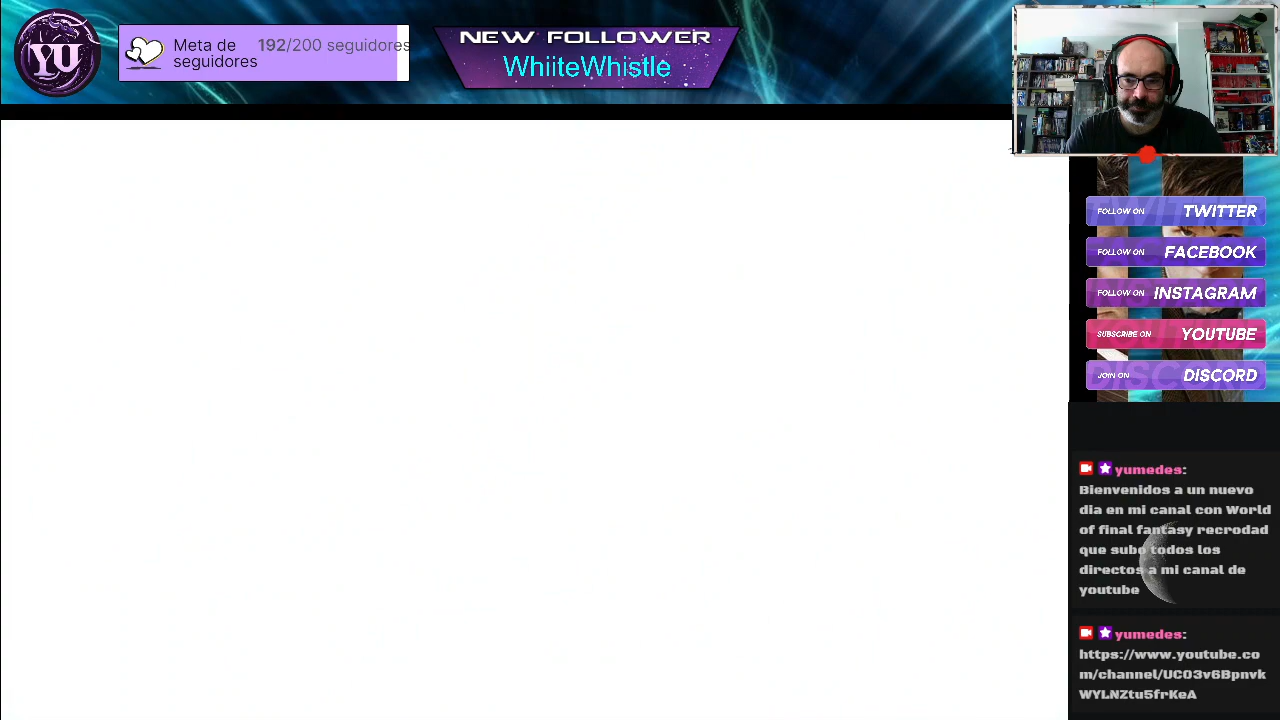 YU
Meta de
seguidores
192/200 seguidores
NEW FOLLOWER
WhiiteWhistle
FOLLOW ON TWITTER
FOLLOW ON FACEBOOK
FOLLOW ON INSTAGRAM
SUBSCRIBE ON YOUTUBE
JOIN ON DISCORD
yumedes:
Bienvenidos a un nuevo
dia en mi canal con World
of final fantasy recrodad
que subo todos los
directos a mi canal de
youtube
yumedes:
https://www.youtube.co
m/channel/UC03v6Bpnvk
WYLNZtu5frKeA